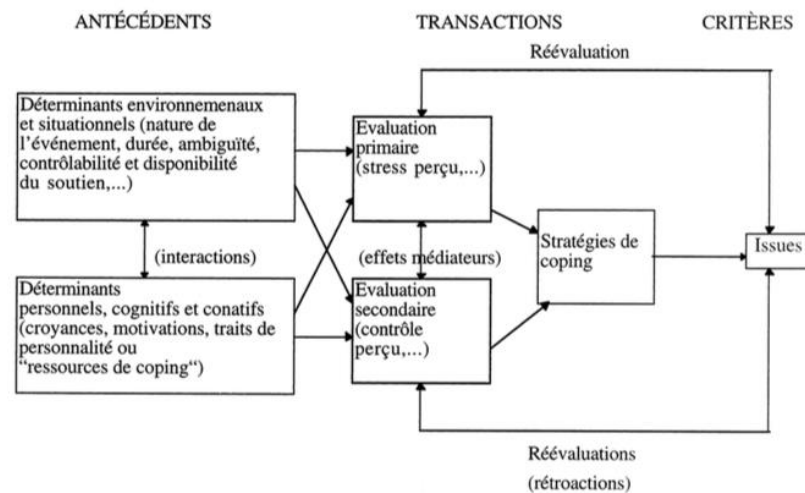 ANTÉCÉDENTS
TRANSACTIONS
CRITÈRES
Réévaluation
Déterminants environnemenaux
et situationnels (nature de
l'événement, durée, ambiguïté,
contrôlabilité et disponibilité
du soutien,...)
Evaluation
primaire
(stress perçu,...)
(interactions)
(effets médiateurs)
Stratégies de
coping
Issues
Déterminants
personnels, cognitifs et conatifs
(croyances, motivations, traits de
personnalité ou
“ressources de coping“)
Evaluation
secondaire
(contrôle
perçu,...)
Réévaluations
(rétroactions)